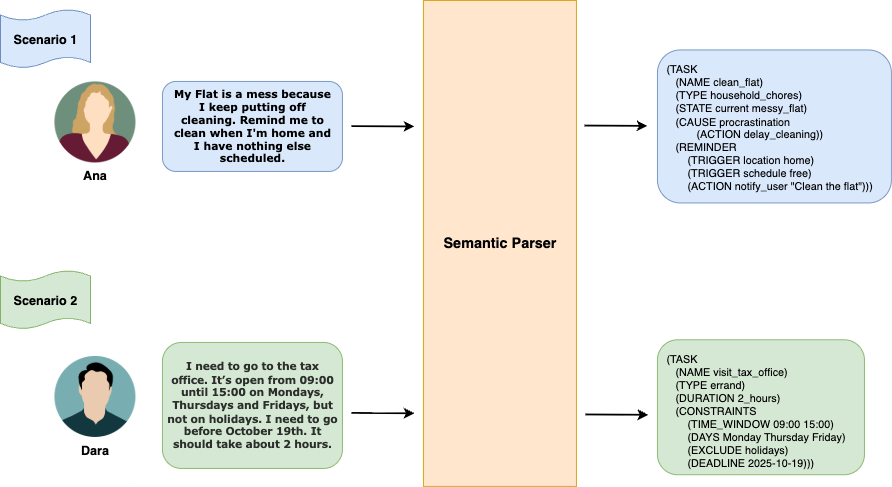 Scenario 1
Ana
My Flat is a mess because
I keep putting off
cleaning. Remind me to
clean when I'm home and
I have nothing else
scheduled.
Semantic Parser
(TASK
(NAME clean_flat)
(TYPE household_chores)
(STATE current messy_flat)
(CAUSE procrastination
(ACTION delay_cleaning))
(REMINDER
(TRIGGER location home)
(TRIGGER schedule free)
(ACTION notify_user "Clean the flat")))
Scenario 2
Dara
I need to go to the tax
office. It’s open from 09:00
until 15:00 on Mondays,
Thursdays and Fridays, but
not on holidays. I need to go
before October 19th. It
should take about 2 hours.
(TASK
(NAME visit_tax_office)
(TYPE errand)
(DURATION 2_hours)
(CONSTRAINTS
(TIME_WINDOW 09:00 15:00)
(DAYS Monday Thursday Friday)
(EXCLUDE holidays)
(DEADLINE 2025-10-19)))